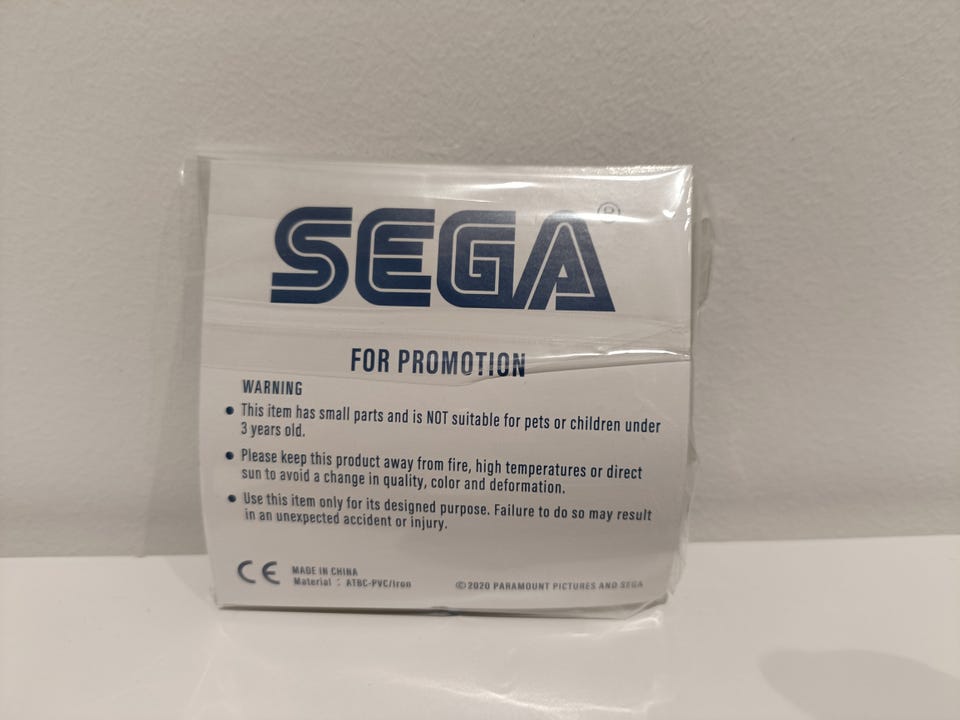 SEGA®
FOR PROMOTION
WARNING
• This item has small parts and is NOT suitable for pets or children under
3 years old.
• Please keep this product away from fire, high temperatures or direct
sun to avoid a change in quality, color and deformation.
• Use this item only for its designed purpose. Failure to do so may result
in an unexpected accident or injury.
CE
MADE IN CHINA
Material : ATBC-PVC/Iron
©2020 PARAMOUNT PICTURES AND SEGA